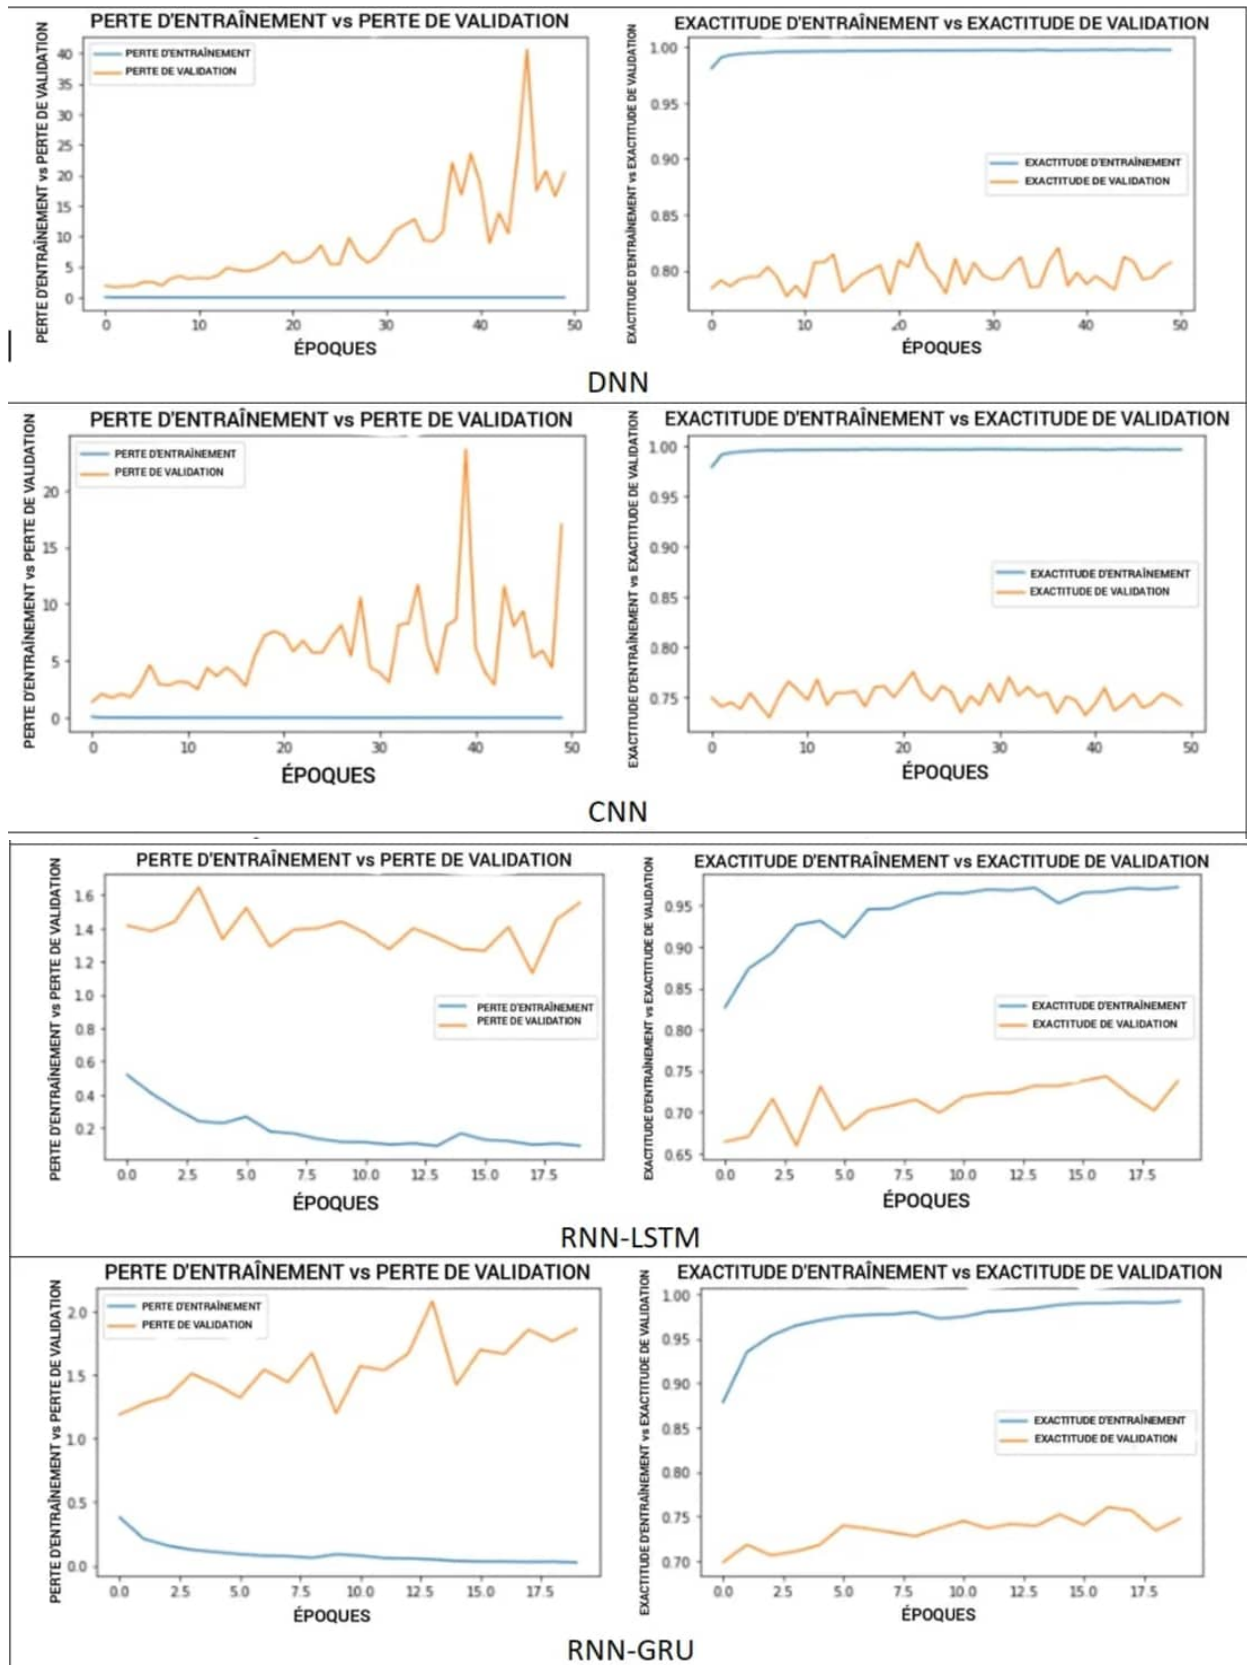 PERTE D'ENTRAÎNEMENT vs PERTE DE VALIDATION
PERTE D'ENTRAÎNEMENT vs PERTE DE VALIDATION
PERTE D'ENTRAÎNEMENT
PERTE DE VALIDATION
40
35
30
25
20
15
10
5
0
0 10 20 30 40 50
ÉPOQUES
EXACTITUDE D'ENTRAÎNEMENT vs EXACTITUDE DE VALIDATION
EXACTITUDE D'ENTRAÎNEMENT vs EXACTITUDE DE VALIDATION
1.00
0.95
0.90
0.85
0.80
EXACTITUDE D'ENTRAÎNEMENT
EXACTITUDE DE VALIDATION
0 10 20 30 40 50
ÉPOQUES
DNN
PERTE D'ENTRAÎNEMENT vs PERTE DE VALIDATION
PERTE D'ENTRAÎNEMENT vs PERTE DE VALIDATION
PERTE D'ENTRAÎNEMENT
PERTE DE VALIDATION
20
15
10
5
0
0 10 20 30 40 50
ÉPOQUES
EXACTITUDE D'ENTRAÎNEMENT vs EXACTITUDE DE VALIDATION
EXACTITUDE D'ENTRAÎNEMENT vs EXACTITUDE DE VALIDATION
1.00
0.95
0.90
0.85
0.80
0.75
EXACTITUDE D'ENTRAÎNEMENT
EXACTITUDE DE VALIDATION
0 10 20 30 40 50
ÉPOQUES
CNN
PERTE D'ENTRAÎNEMENT vs PERTE DE VALIDATION
PERTE D'ENTRAÎNEMENT vs PERTE DE VALIDATION
1.6
1.4
1.2
1.0
0.8
0.6
0.4
0.2
PERTE D'ENTRAÎNEMENT
PERTE DE VALIDATION
0.0 2.5 5.0 7.5 10.0 12.5 15.0 17.5
ÉPOQUES
EXACTITUDE D'ENTRAÎNEMENT vs EXACTITUDE DE VALIDATION
EXACTITUDE D'ENTRAÎNEMENT vs EXACTITUDE DE VALIDATION
0.95
0.90
0.85
0.80
0.75
0.70
0.65
EXACTITUDE D'ENTRAÎNEMENT
EXACTITUDE DE VALIDATION
0.0 2.5 5.0 7.5 10.0 12.5 15.0 17.5
ÉPOQUES
RNN-LSTM
PERTE D'ENTRAÎNEMENT vs PERTE DE VALIDATION
PERTE D'ENTRAÎNEMENT vs PERTE DE VALIDATION
PERTE D'ENTRAÎNEMENT
PERTE DE VALIDATION
2.0
1.5
1.0
0.5
0.0
0.0 2.5 5.0 7.5 10.0 12.5 15.0 17.5
ÉPOQUES
EXACTITUDE D'ENTRAÎNEMENT vs EXACTITUDE DE VALIDATION
EXACTITUDE D'ENTRAÎNEMENT vs EXACTITUDE DE VALIDATION
1.00
0.95
0.90
0.85
0.80
0.75
0.70
EXACTITUDE D'ENTRAÎNEMENT
EXACTITUDE DE VALIDATION
0.0 2.5 5.0 7.5 10.0 12.5 15.0 17.5
ÉPOQUES
RNN-GRU